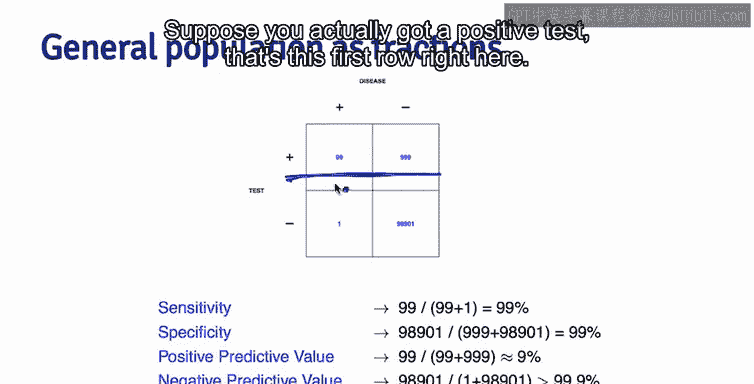 Suppose you actually got a positive test,
General population as fractions
that's this first row right here.
DISEASE
+ −
+ 99 999
TEST
− 1 98901
Sensitivity → 99 / (99+1) = 99%
Specificity → 98901 / (999+98901) = 99%
Positive Predictive Value → 99 / (99+999) ≈ 9%
Negative Predictive Value → 98901 / (1+98901) > 99.9%